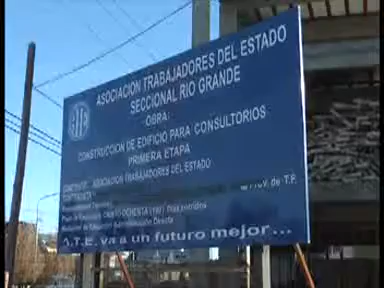 ATE
ASOCIACION TRABAJADORES DEL ESTADO
SECCIONAL RIO GRANDE
OBRA:
CONSTRUCCION DE EDIFICIO PARA CONSULTORIOS
PRIMERA ETAPA
ASOCIACION TRABAJADORES DEL ESTADO
de T.F.
A.T.E. va a un futuro mejor...